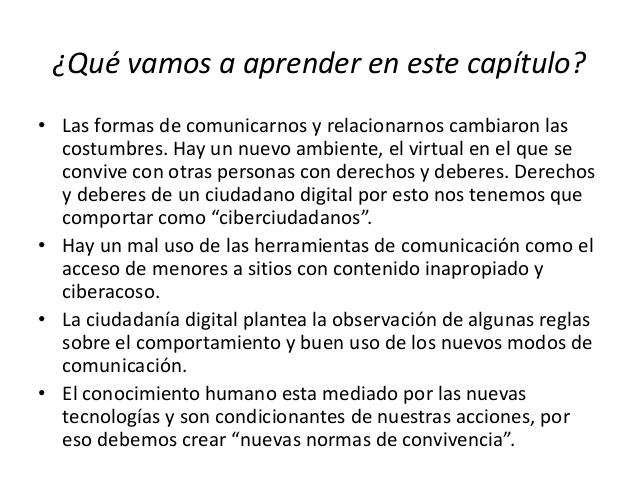 ¿Qué vamos a aprender en este capítulo?
• Las formas de comunicarnos y relacionarnos cambiaron las
costumbres. Hay un nuevo ambiente, el virtual en el que se
convive con otras personas con derechos y deberes. Derechos
y deberes de un ciudadano digital por esto nos tenemos que
comportar como “ciberciudadanos”.
• Hay un mal uso de las herramientas de comunicación como el
acceso de menores a sitios con contenido inapropiado y
ciberacoso.
• La ciudadanía digital plantea la observación de algunas reglas
sobre el comportamiento y buen uso de los nuevos modos de
comunicación.
• El conocimiento humano esta mediado por las nuevas
tecnologías y son condicionantes de nuestras acciones, por
eso debemos crear “nuevas normas de convivencia”.